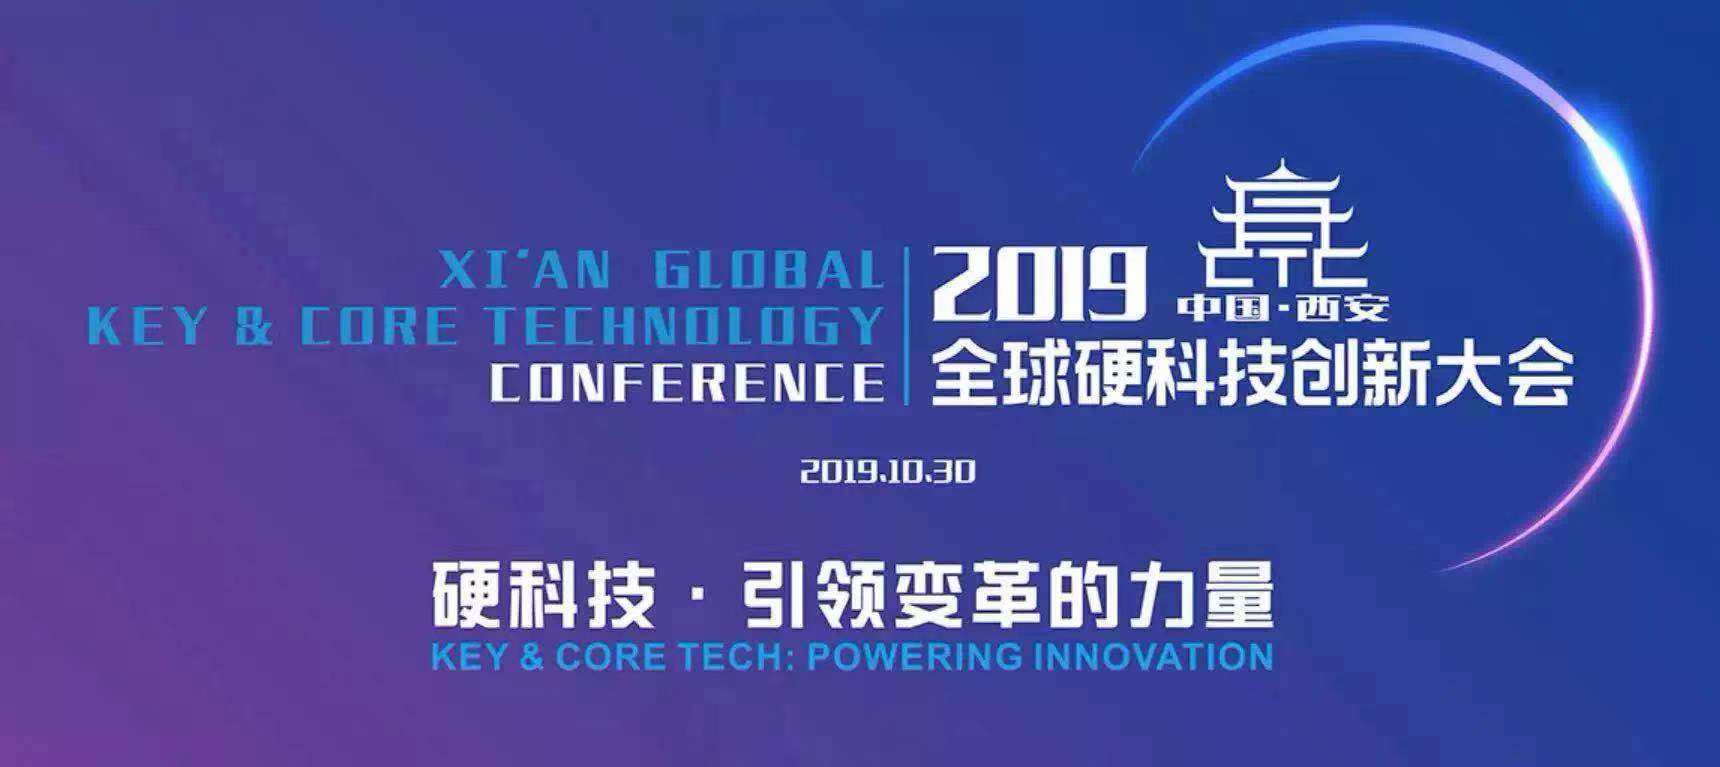 XI'AN GLOBAL
KEY & CORE TECHNOLOGY
CONFERENCE
2019
CTC
中国·西安
全球硬科技创新大会
2019.10.30
硬科技·引领变革的力量
KEY & CORE TECH: POWERING INNOVATION